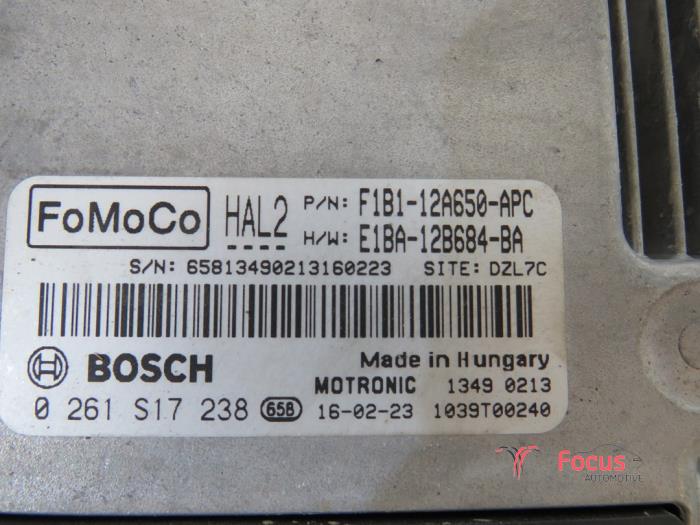 FoMoCo HAL2 P/N: F1B1-12A650-APC
H/W: E1BA-12B684-BA
S/N: 65813490213160223 SITE: DZL7C
BOSCH Made in Hungary
MOTRONIC 1349 0213
0 261 S17 238 658 16-02-23 1039T00240
Focus
AUTOMOTIVE